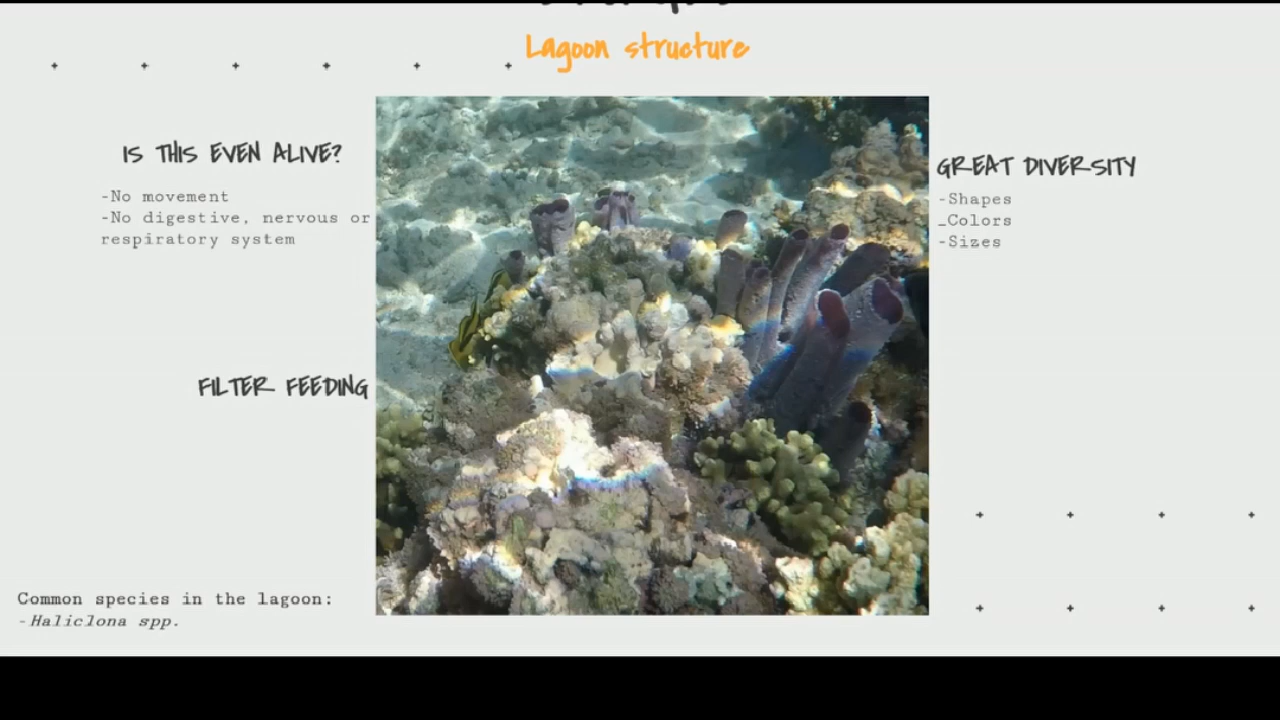 Lagoon structure
IS THIS EVEN ALIVE?
-No movement
-No digestive, nervous or
respiratory system
FILTER FEEDING
Common species in the lagoon:
-Haliclona spp.
GREAT DIVERSITY
-Shapes
_Colors
-Sizes